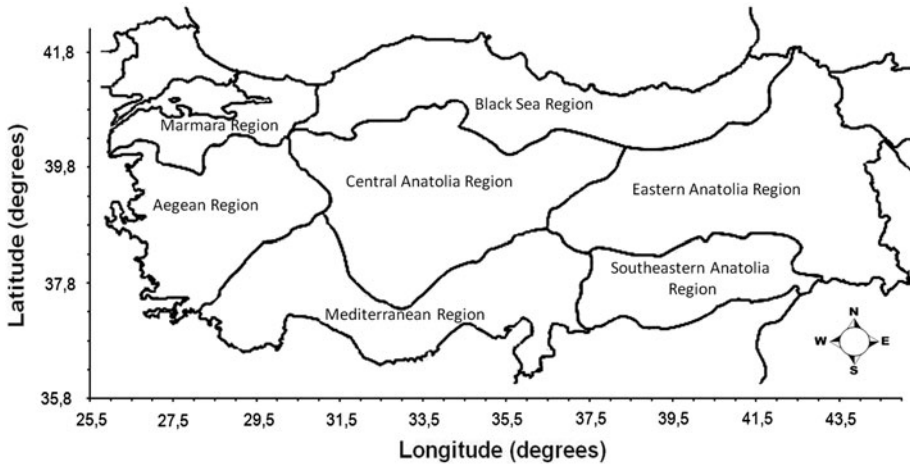 Latitude (degrees)
41,8
39,8
37,8
35,8
Black Sea Region
Marmara Region
Central Anatolia Region
Eastern Anatolia Region
Aegean Region
Southeastern Anatolia
Region
Mediterranean Region
N
W
E
S
25,5
27,5
29,5
31,5
33,5
35,5
37,5
39,5
41,5
43,5
Longitude (degrees)